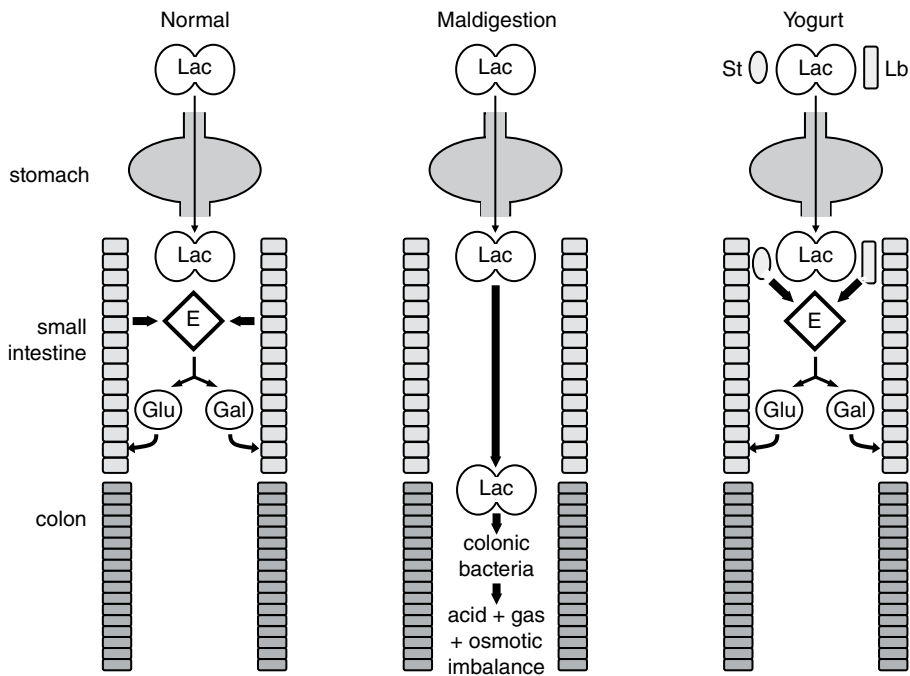 Normal
Maldigestion
Yogurt
Lac
Lac
St
Lac
Lb
stomach
Lac
Lac
Lac
small
intestine
E
E
Glu
Gal
Glu
Gal
Lac
colon
colonic
bacteria
acid + gas
+ osmotic
imbalance